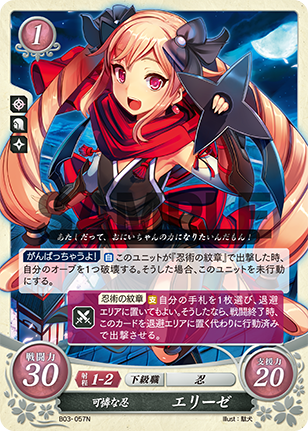 1
SAMPLE
あたしだって、おにいちゃんの力になりたいんだもん！
がんばっちゃうよ！ 自 このユニットが『忍術の紋章』で出撃した時、
自分のオーブを1つ破壊する。そうした場合、このユニットを未行動
にする。
忍術の紋章 支 自分の手札を1枚選び、退避
エリアに置いてもよい。そうしたなら、戦闘終了時、
このカードを退避エリアに置く代わりに行動済み
で出撃させる。
戦闘力
30
射程 1-2 下級職 忍
支援力
20
可憐な忍 エリーゼ
B03-057N
Illust：駄犬